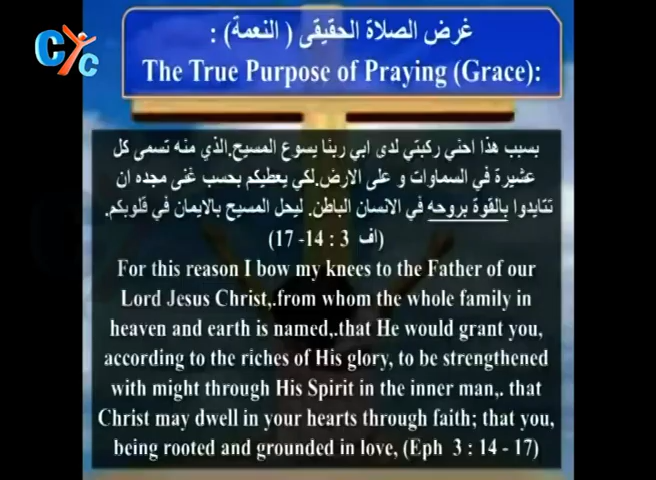 CYC
غرض الصلاة الحقيقى ( النعمة) :
The True Purpose of Praying (Grace):
بسبب هذا احني ركبتي لدى ابي ربنا يسوع المسيح.الذي منه تسمى كل
عشيرة في السماوات و على الارض.لكي يعطيكم بحسب غنى مجده ان
تتايدوا بالقوة بروحه في الانسان الباطن. ليحل المسيح بالايمان في قلوبكم.
(اف 3 : 14- 17)
For this reason I bow my knees to the Father of our
Lord Jesus Christ,.from whom the whole family in
heaven and earth is named,.that He would grant you,
according to the riches of His glory, to be strengthened
with might through His Spirit in the inner man,. that
Christ may dwell in your hearts through faith; that you,
being rooted and grounded in love, (Eph 3 : 14 - 17)